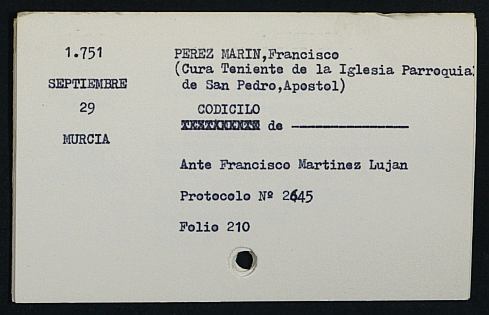 1.751
SEPTIEMBRE
29
MURCIA
PEREZ MARIN,Francisco
(Cura Teniente de la Iglesia Parroquial
de San Pedro,Apostol)
CODICILO
TESTAMENTO de
Ante Francisco Martinez Lujan
Protocolo Nº 2645
Folio 210